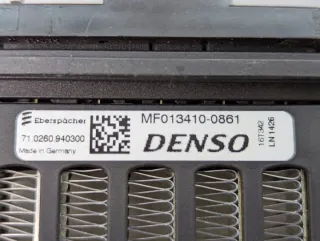 Eberspächer
71.0260.940300
Made in Germany
MF013410-0861
DENSO
16T342
LN 1426